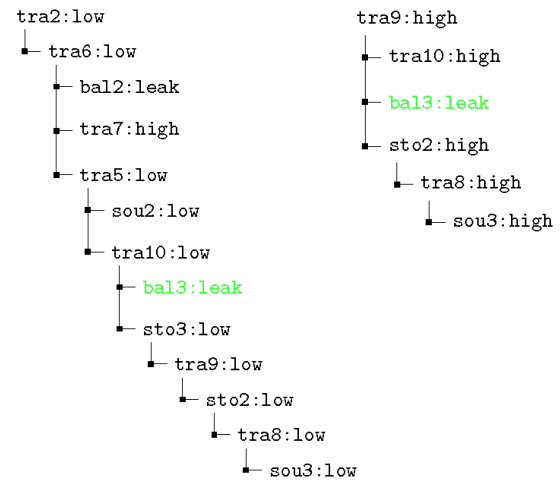 tra2:low
tra6:low
bal2:leak
tra7:high
tra5:low
sou2:low
tra10:low
bal3:leak
sto3:low
tra9:low
sto2:low
tra8:low
sou3:low
tra9:high
tra10:high
bal3:leak
sto2:high
tra8:high
sou3:high